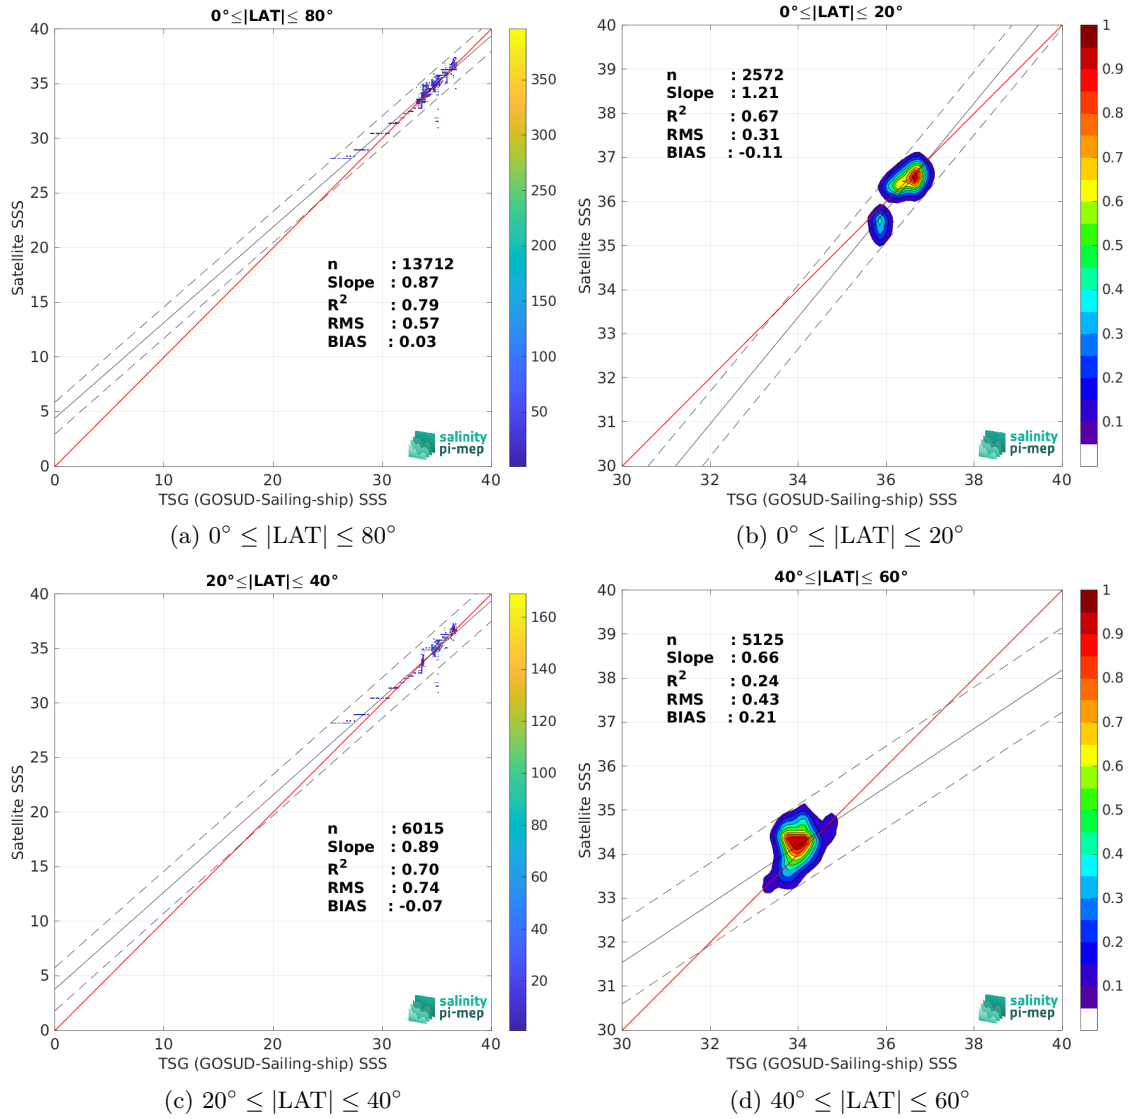 0°≤|LAT|≤ 80°
40
35
30
25
20
15
10
5
0
0
10
20
30
40
Satellite SSS
TSG (GOSUD-Sailing-ship) SSS
n : 13712
Slope : 0.87
R² : 0.79
RMS : 0.57
BIAS : 0.03
salinity
pi-mep
350
300
250
200
150
100
50
(a) 0° ≤ |LAT| ≤ 80°
0°≤|LAT|≤ 20°
40
39
38
37
36
35
34
33
32
31
30
30
32
34
36
38
40
Satellite SSS
TSG (GOSUD-Sailing-ship) SSS
n : 2572
Slope : 1.21
R² : 0.67
RMS : 0.31
BIAS : -0.11
salinity
pi-mep
1
0.9
0.8
0.7
0.6
0.5
0.4
0.3
0.2
0.1
(b) 0° ≤ |LAT| ≤ 20°
20°≤|LAT|≤ 40°
40
35
30
25
20
15
10
5
0
0
10
20
30
40
Satellite SSS
TSG (GOSUD-Sailing-ship) SSS
n : 6015
Slope : 0.89
R² : 0.70
RMS : 0.74
BIAS : -0.07
salinity
pi-mep
160
140
120
100
80
60
40
20
(c) 20° ≤ |LAT| ≤ 40°
40°≤|LAT|≤ 60°
40
39
38
37
36
35
34
33
32
31
30
30
32
34
36
38
40
Satellite SSS
TSG (GOSUD-Sailing-ship) SSS
n : 5125
Slope : 0.66
R² : 0.24
RMS : 0.43
BIAS : 0.21
salinity
pi-mep
1
0.9
0.8
0.7
0.6
0.5
0.4
0.3
0.2
0.1
(d) 40° ≤ |LAT| ≤ 60°